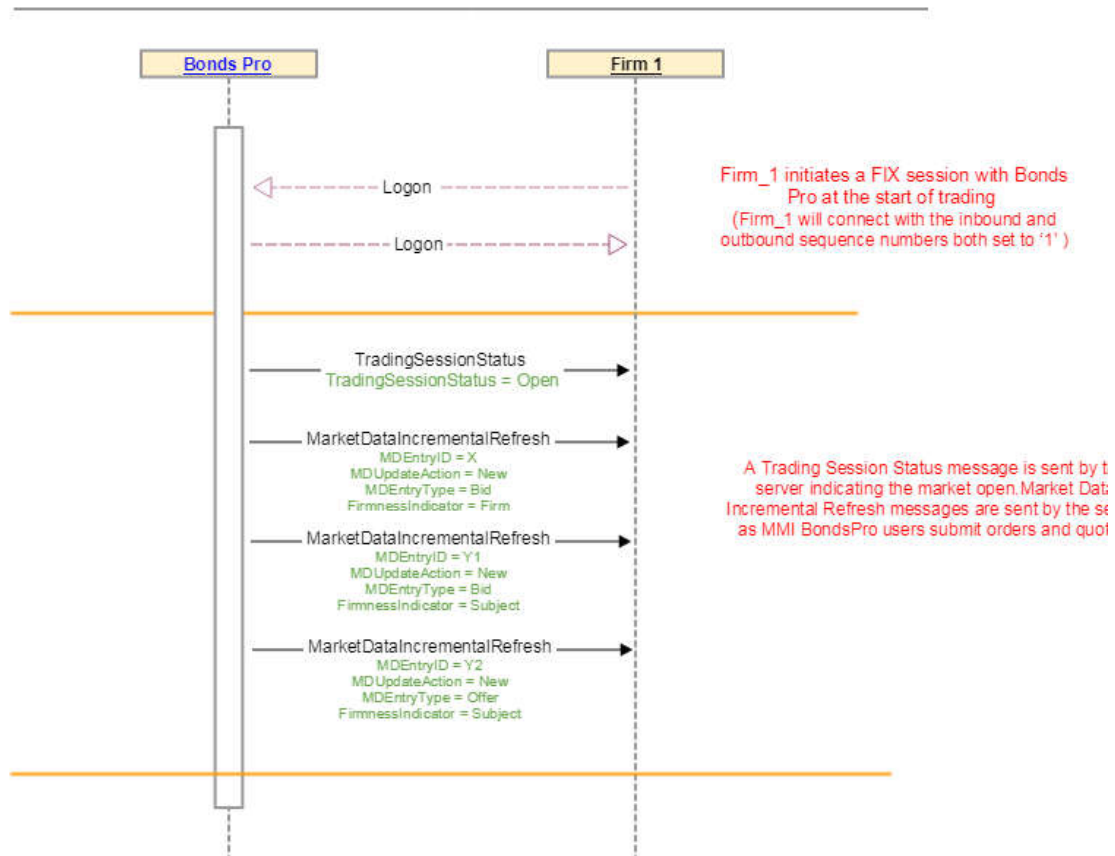 Bonds Pro
Firm 1
Logon
Firm_1 initiates a FIX session with Bonds
Pro at the start of trading
(Firm_1 will connect with the inbound and
outbound sequence numbers both set to ‘1’ )
Logon
TradingSessionStatus
TradingSessionStatus = Open
MarketDataIncrementalRefresh
MDEntryID = X
MDUpdateAction = New
MDEntryType = Bid
FirmnessIndicator = Firm
A Trading Session Status message is sent by
server indicating the market open.Market Data
Incremental Refresh messages are sent by the
as MMI BondsPro users submit orders and
MarketDataIncrementalRefresh
MDEntryID = Y1
MDUpdateAction = New
MDEntryType = Bid
FirmnessIndicator = Subject
MarketDataIncrementalRefresh
MDEntryID = Y2
MDUpdateAction = New
MDEntryType = Offer
FirmnessIndicator = Subject